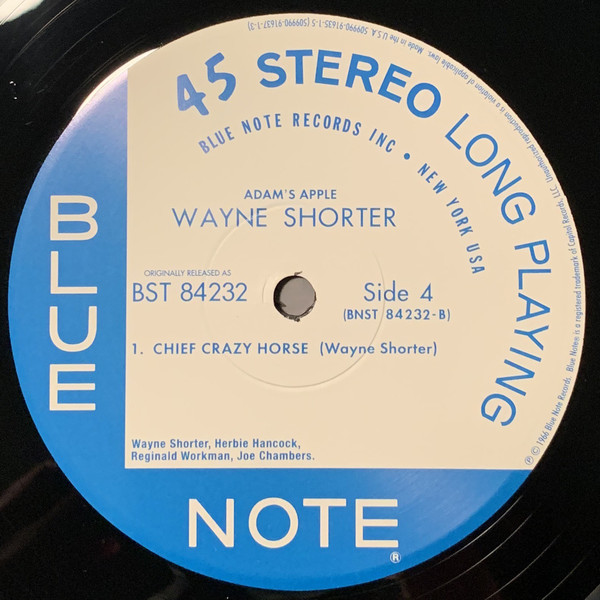 45 STEREO LONG PLAYING
BLUE NOTE RECORDS INC • NEW YORK USA
ADAM'S APPLE
WAYNE SHORTER
ORIGINALLY RELEASED AS
BST 84232
Side 4
(BNST 84232-B)
1. CHIEF CRAZY HORSE (Wayne Shorter)
Wayne Shorter, Herbie Hancock,
Reginald Workman, Joe Chambers.
BLUE
NOTE®
℗ © 1966 Blue Note Records. Blue Note® is a registered trademark of Capitol Records, LLC. Unauthorized reproduction is a violation of applicable laws. Made in the U.S.A. (509990-91635-1-5 (509990-91637-1-3)